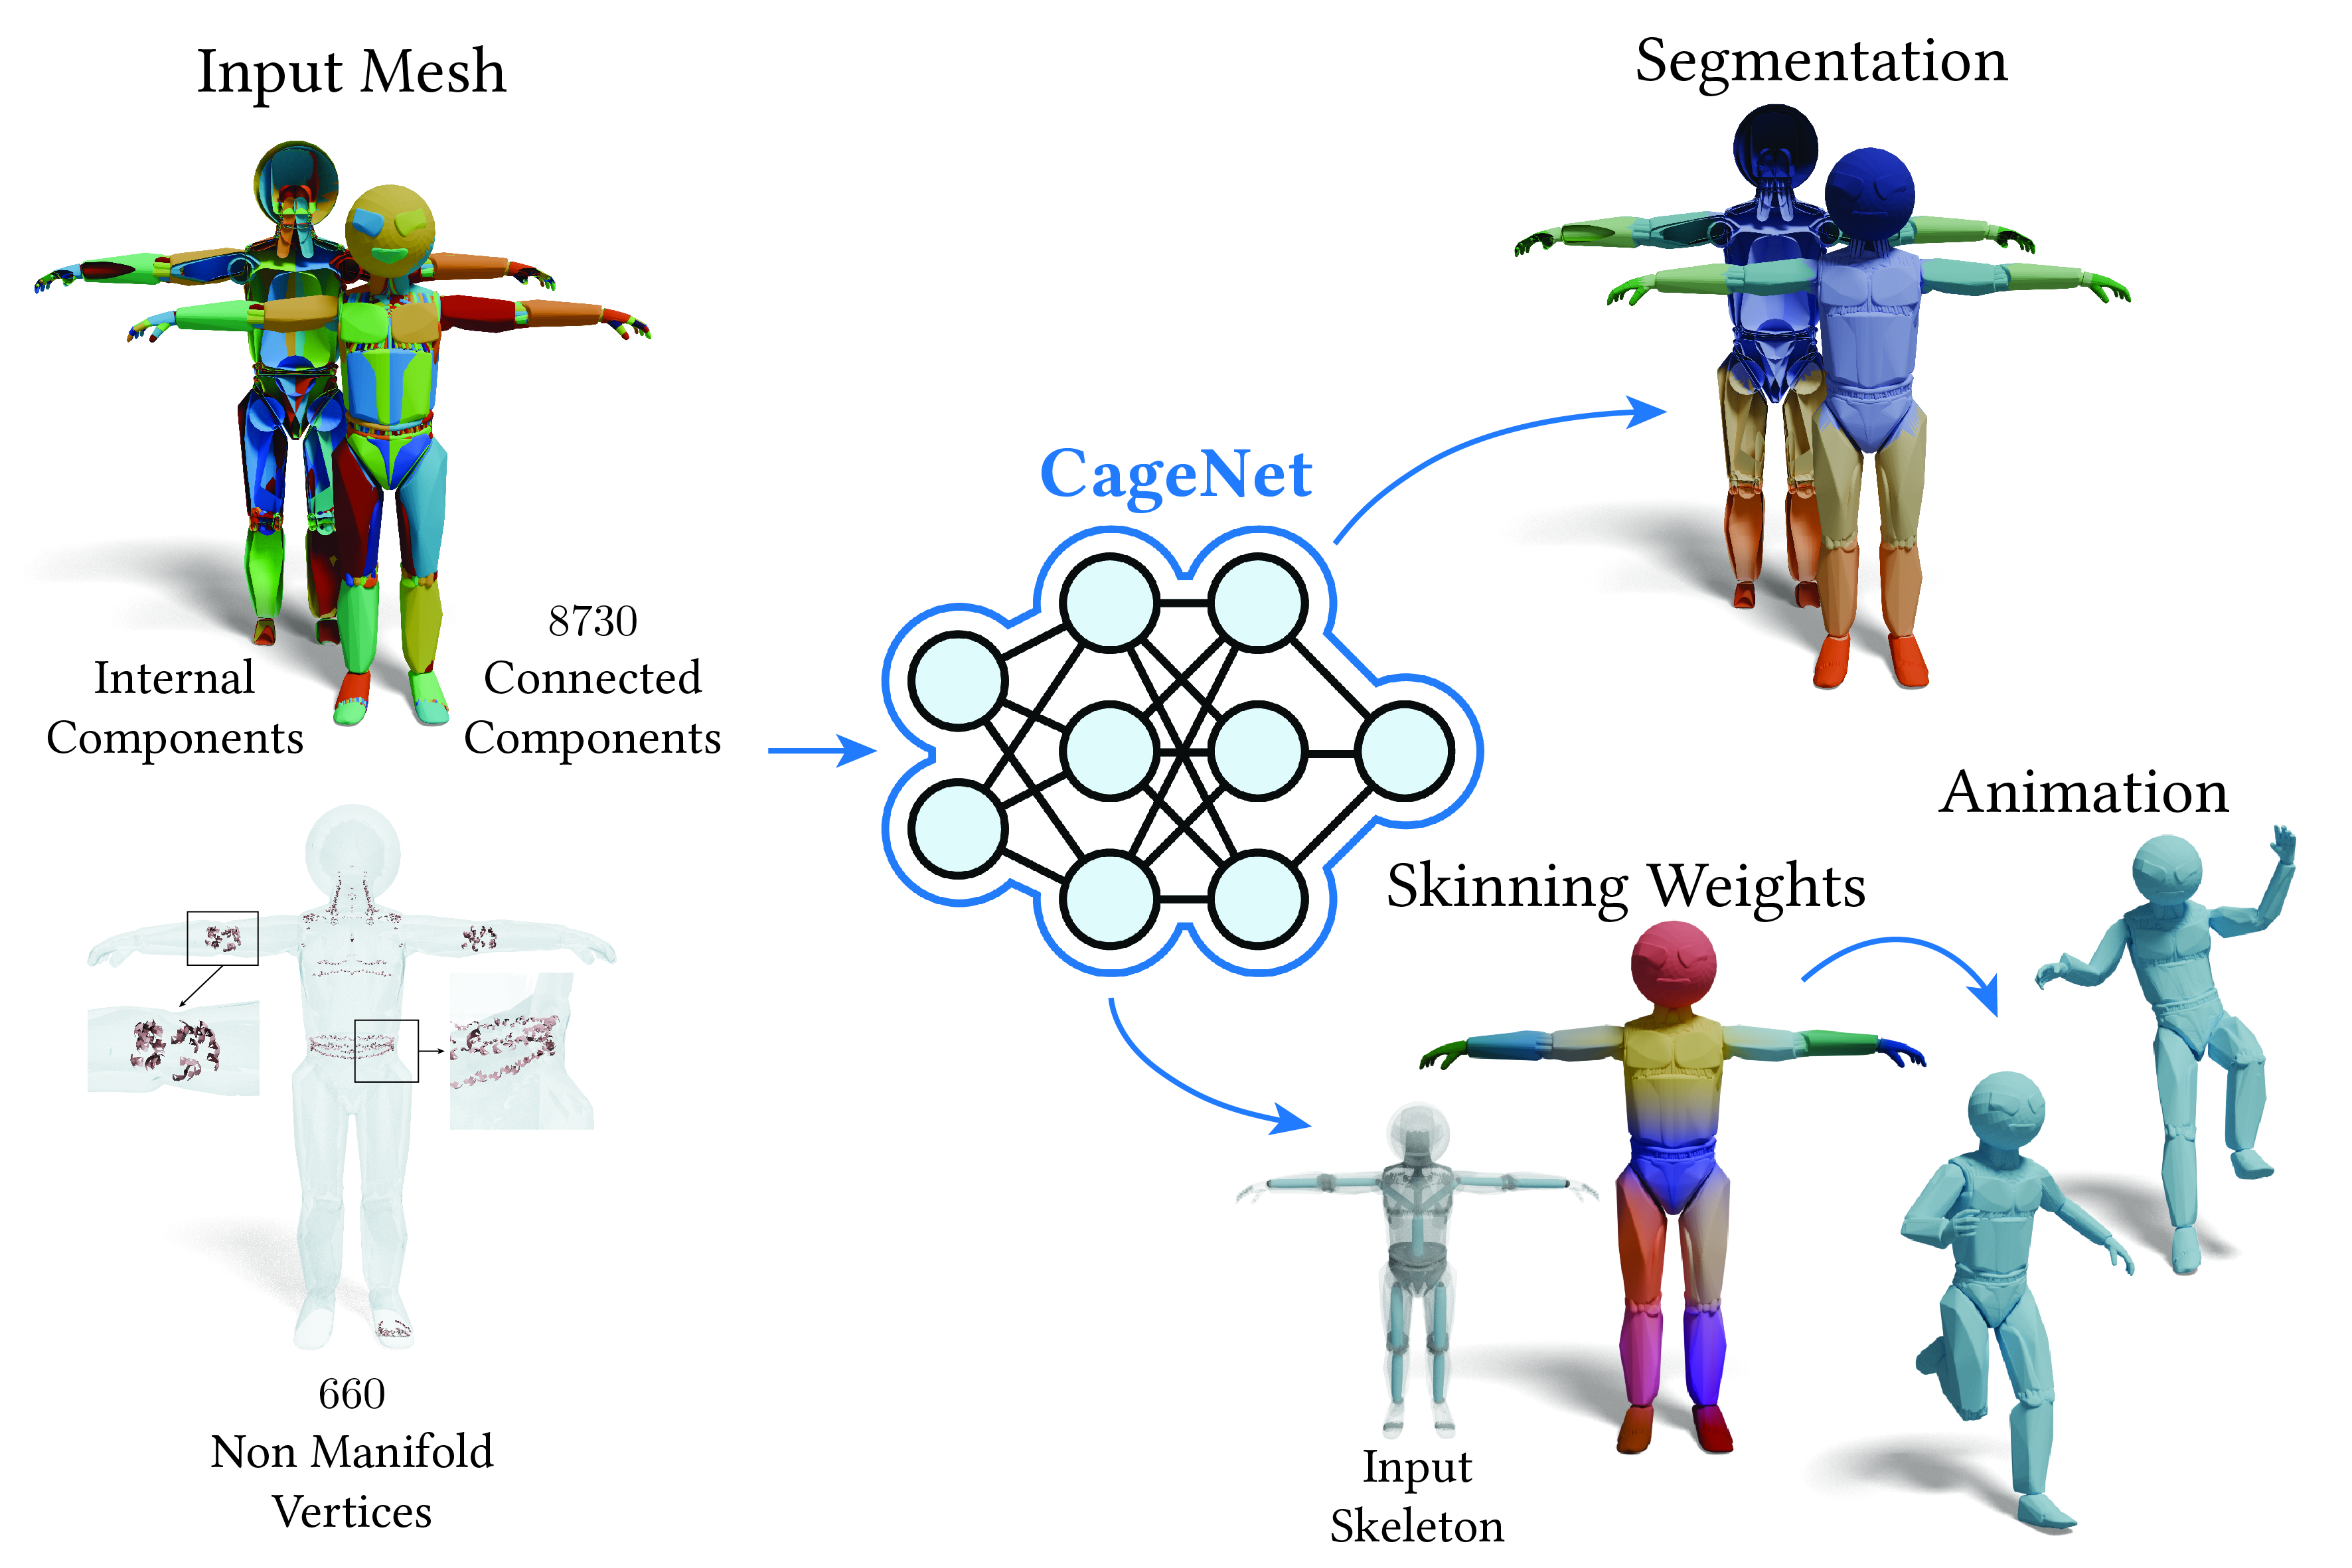 Input Mesh
Segmentation
CageNet
8730
Internal
Components
Connected
Components
Animation
Skinning Weights
660
Non Manifold
Vertices
Input
Skeleton